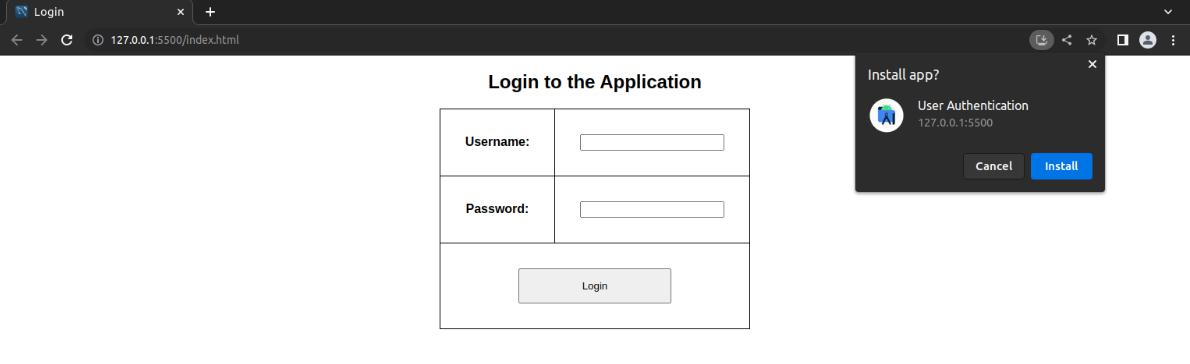 Login
127.0.0.1:5500/index.html
Login to the Application
Username:
Password:
Login
Install app?
AI
User Authentication
127.0.0.1:5500
Cancel
Install